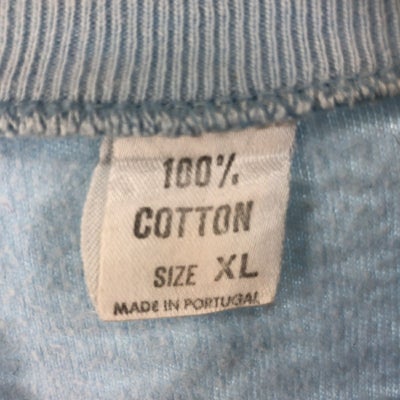 100%
COTTON
SIZE XL
MADE IN PORTUGAL